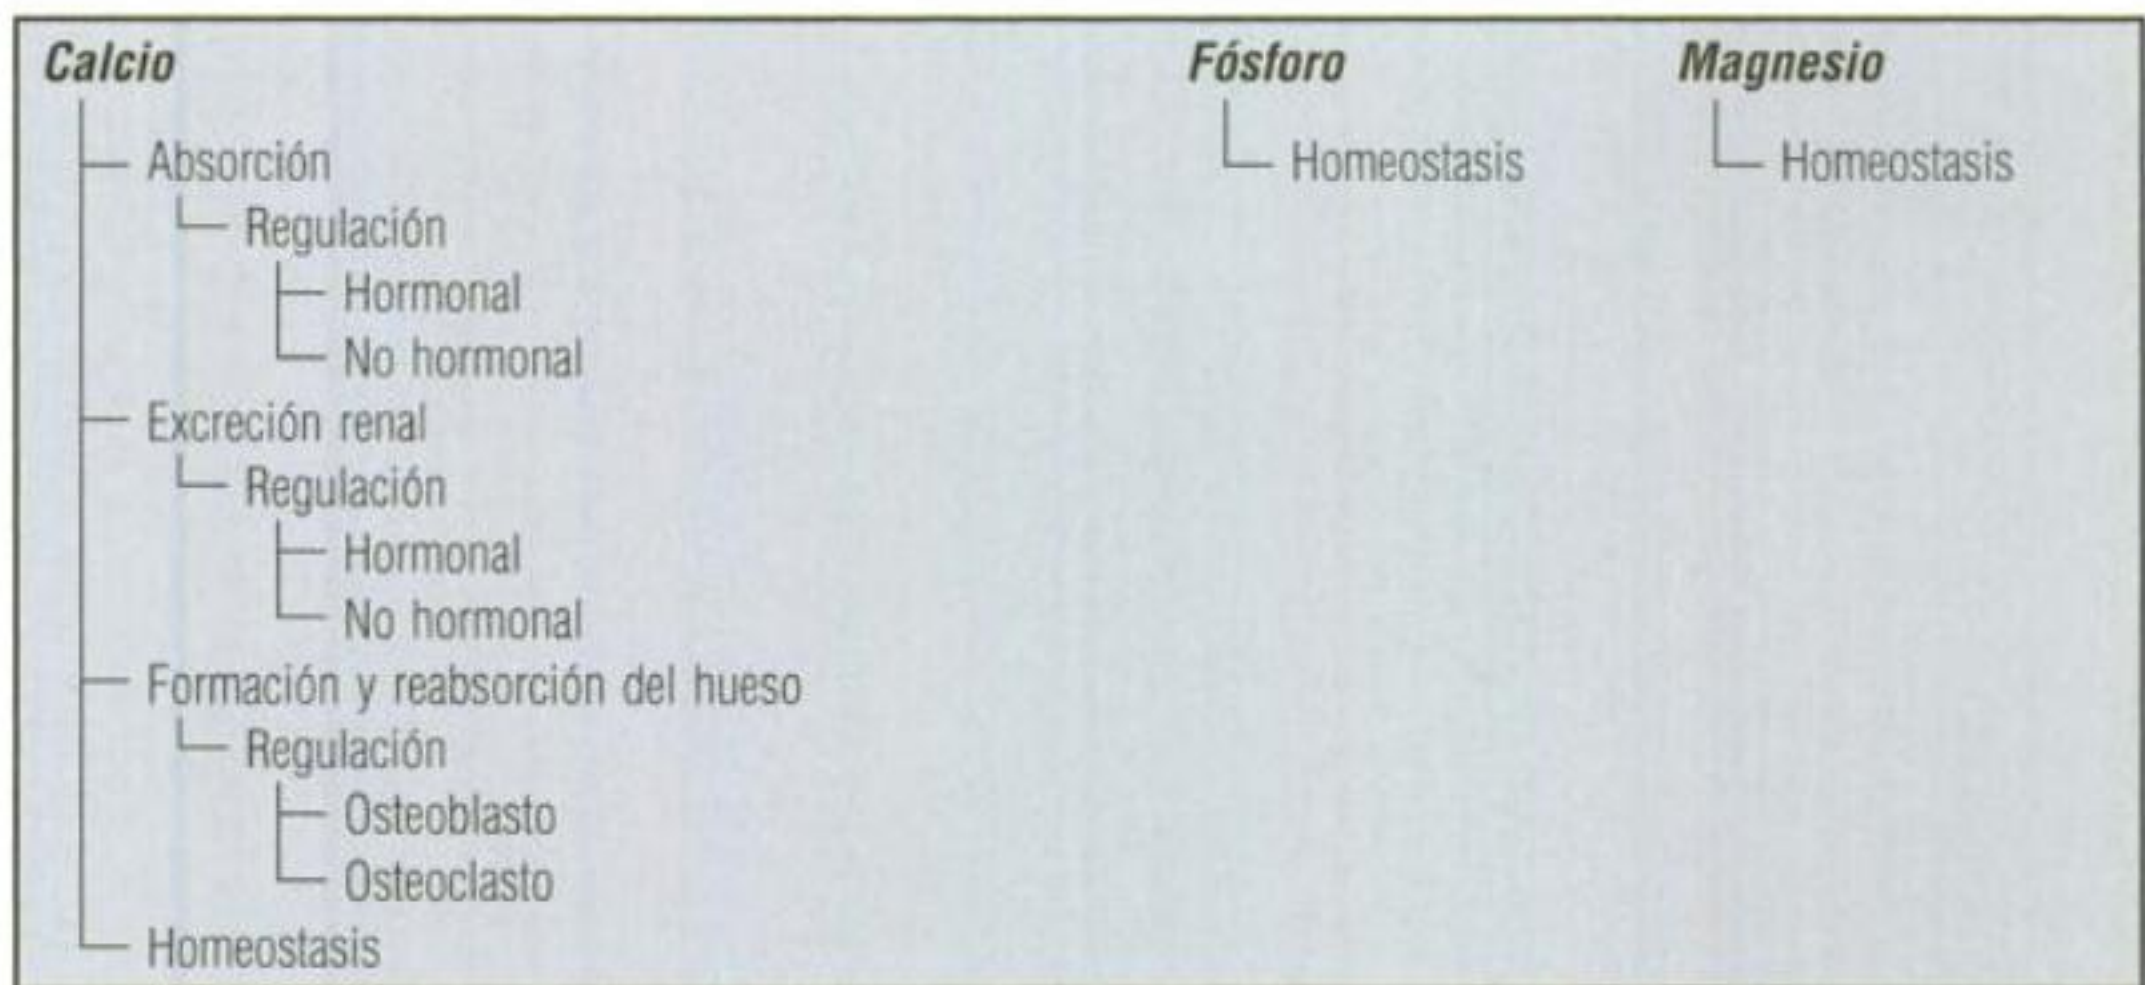 Calcio
Absorción
Regulación
Hormonal
No hormonal
Excreción renal
Regulación
Hormonal
No hormonal
Formación y reabsorción del hueso
Regulación
Osteoblasto
Osteoclasto
Homeostasis
Fósforo
Homeostasis
Magnesio
Homeostasis